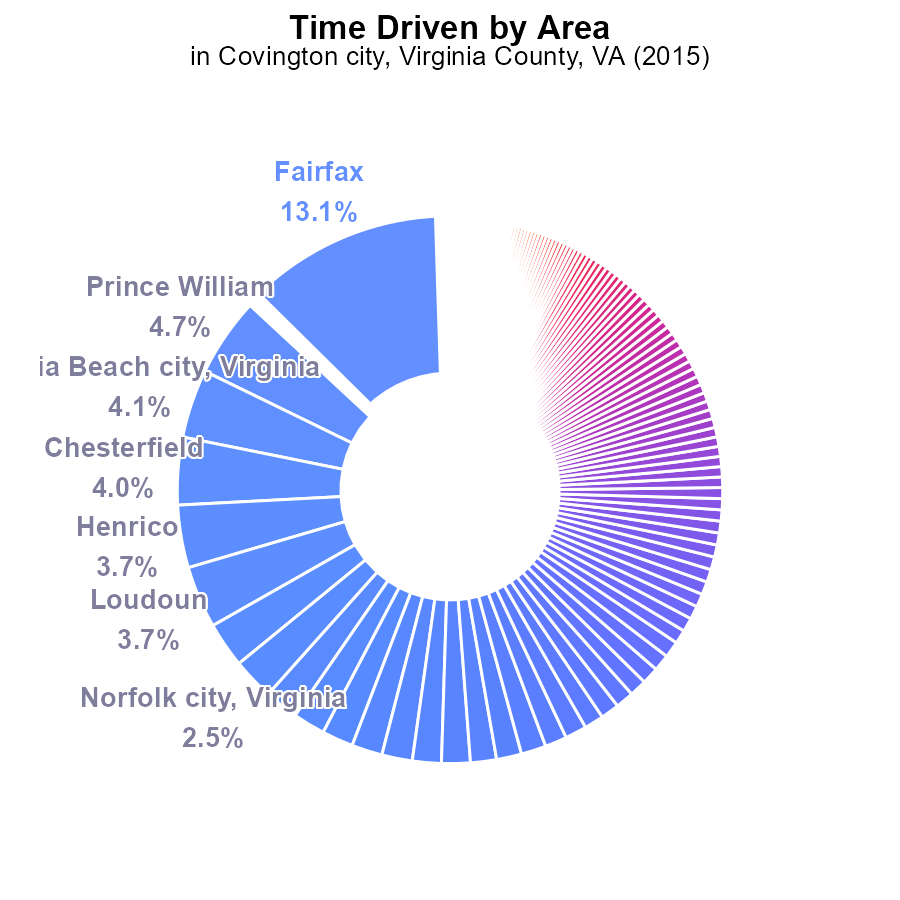 Time Driven by Area
in Covington city, Virginia County, VA (2015)
Fairfax
13.1%
Prince William
4.7%
ia Beach city, Virginia
4.1%
Chesterfield
4.0%
Henrico
3.7%
Loudoun
3.7%
Norfolk city, Virginia
2.5%